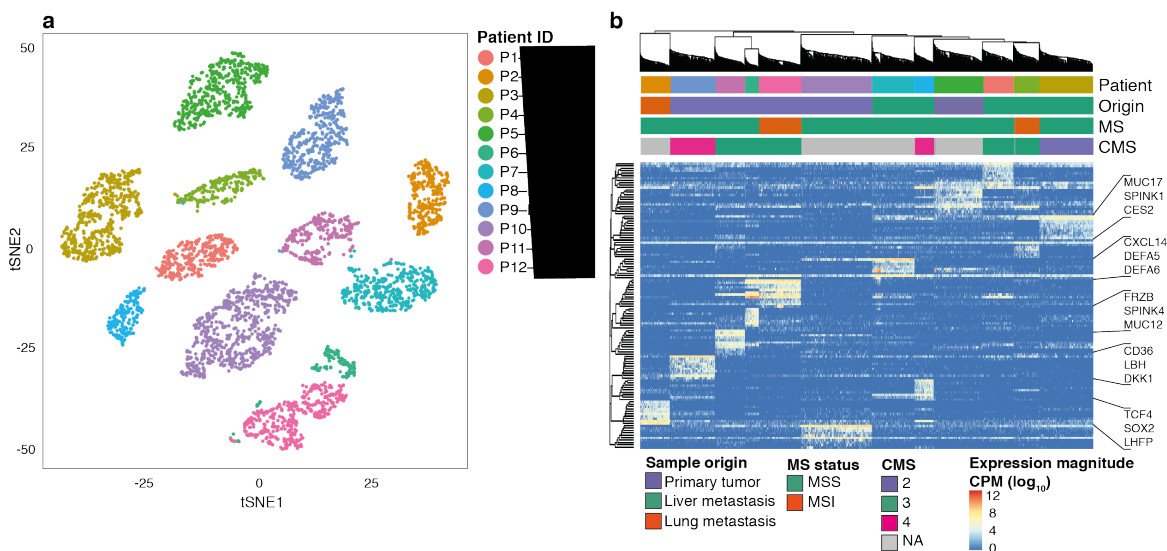 a
50
25
0
-25
-50
tSNE2
-25
0
25
tSNE1
Patient ID
P1-
P2-
P3-
P4-
P5-
P6-
P7-
P8-
P9-
P10-
P11-
P12-
b
Patient
Origin
MS
CMS
MUC17
SPINK1
CES2
CXCL14
DEFA5
DEFA6
FRZB
SPINK4
MUC12
CD36
LBH
DKK1
TCF4
SOX2
LHFP
Sample origin
Primary tumor
Liver metastasis
Lung metastasis
MS status
MSS
MSI
CMS
2
3
4
NA
Expression magnitude
CPM (log10)
12
8
4
0